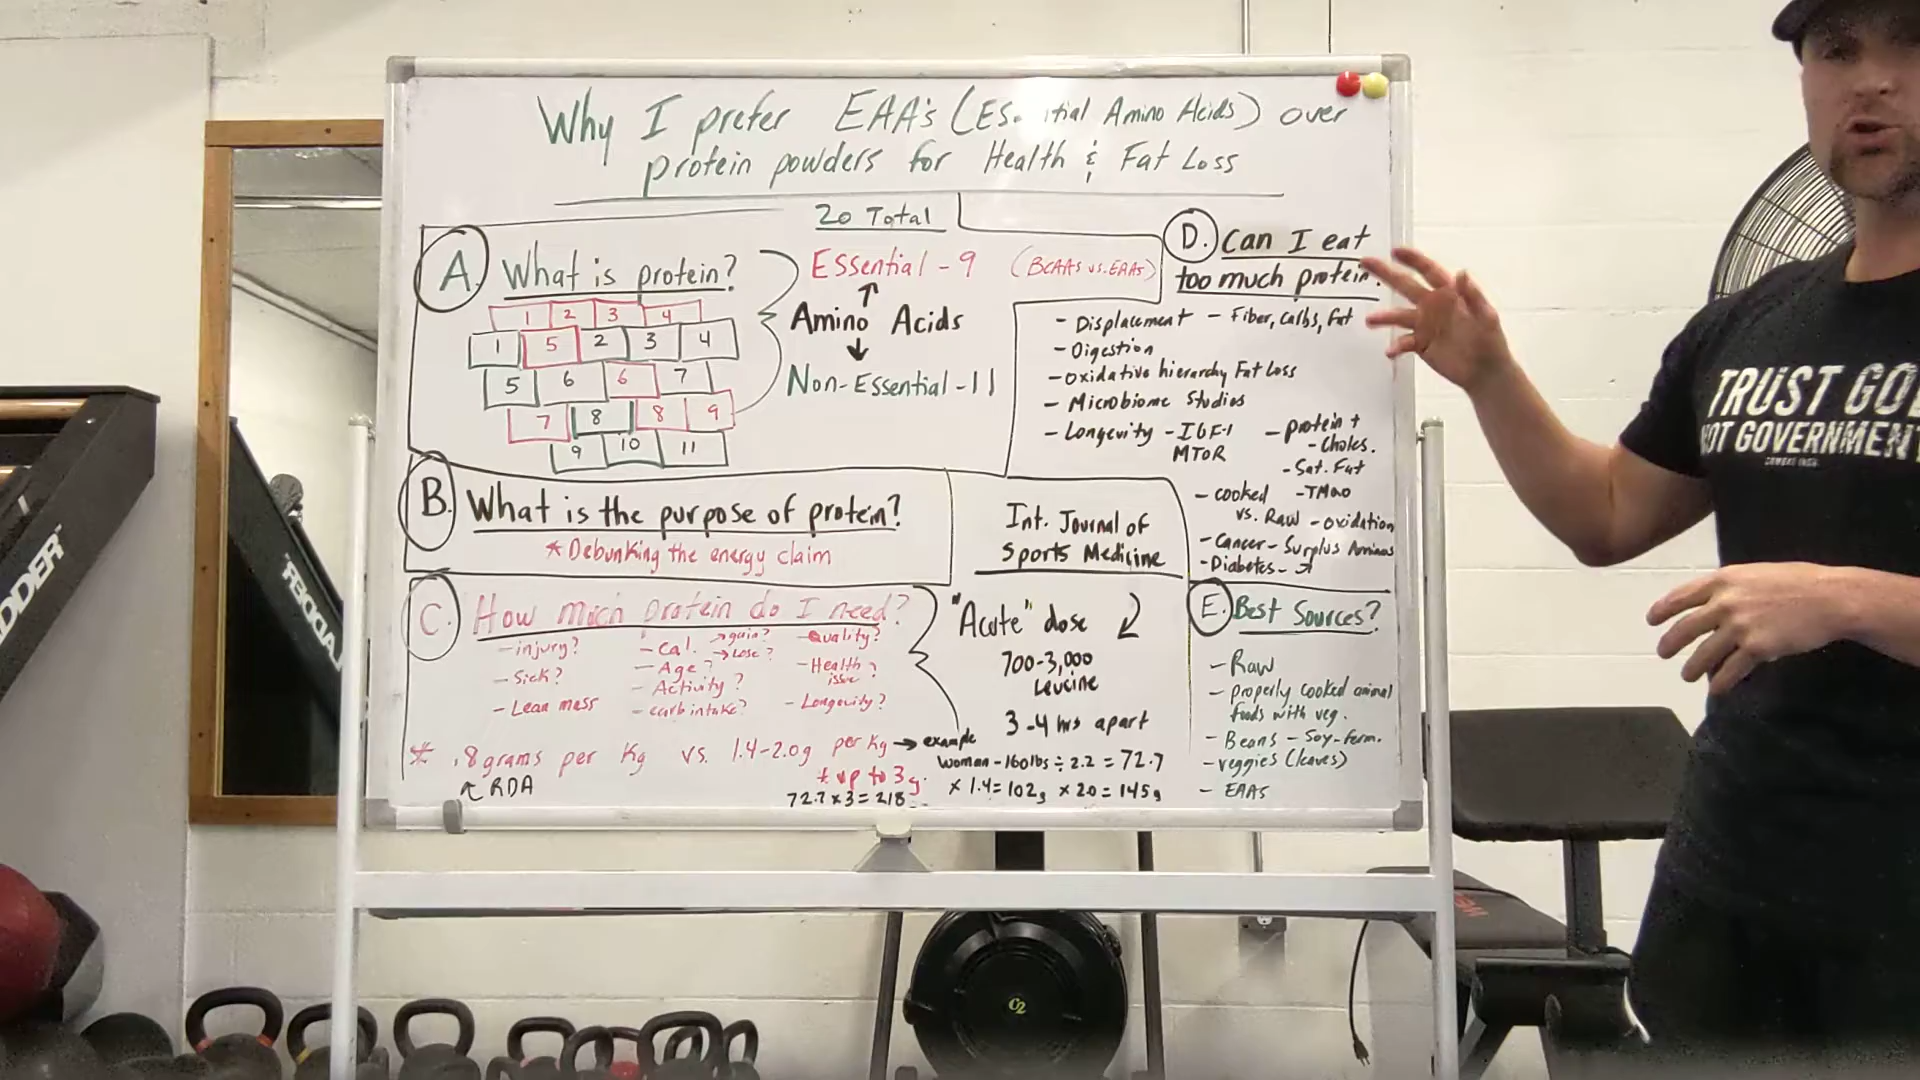 Why I prefer EAA's (Es tial Amino Acids) over
protein powders for Health & Fat Loss
20 Total
A. What is protein?
1 2 3 4
1 5 2 3 4
5 6 6 7
7 8 8 9
9 10 11
Essential - 9 (BCAAs vs. EAAs)
Amino Acids
Non-Essential - 11
B. What is the purpose of protein?
* Debunking the energy claim
C. How much protein do I need?
- injury?
- Sick?
- Lean mass
- Cal. → gain?
→ Lose?
- Age?
- Activity?
- carb intake?
- Quality?
- Health issue?
- Longevity?
* .8 grams per Kg vs. 1.4-2.0g per Kg → example
RDA
* up to 3g.
72.7 x 3 = 218
Int. Journal of
Sports Medicine
"Acute" dose
700-3,000
Leucine
3-4 hrs apart
Woman - 160lbs ÷ 2.2 = 72.7
x 1.4 = 102g x 2.0 = 145g
D. Can I eat
too much protein?
- Displacement - Fiber, Carbs, Fat
- Digestion
- Oxidative hierarchy Fat Loss
- Microbiome Studies
- Longevity - IGF-1
MTOR
- protein +
- Choles.
- Sat. Fat
- TMAO
- cooked
vs. Raw - oxidation
- Cancer - Surplus Aminos
- Diabetes -
E. Best Sources?
- Raw
- properly cooked animal
foods with veg.
- Beans - Soy-ferm.
- veggies (leaves)
- EAAs
TRUST GO
OT GOVERNMENT
C2